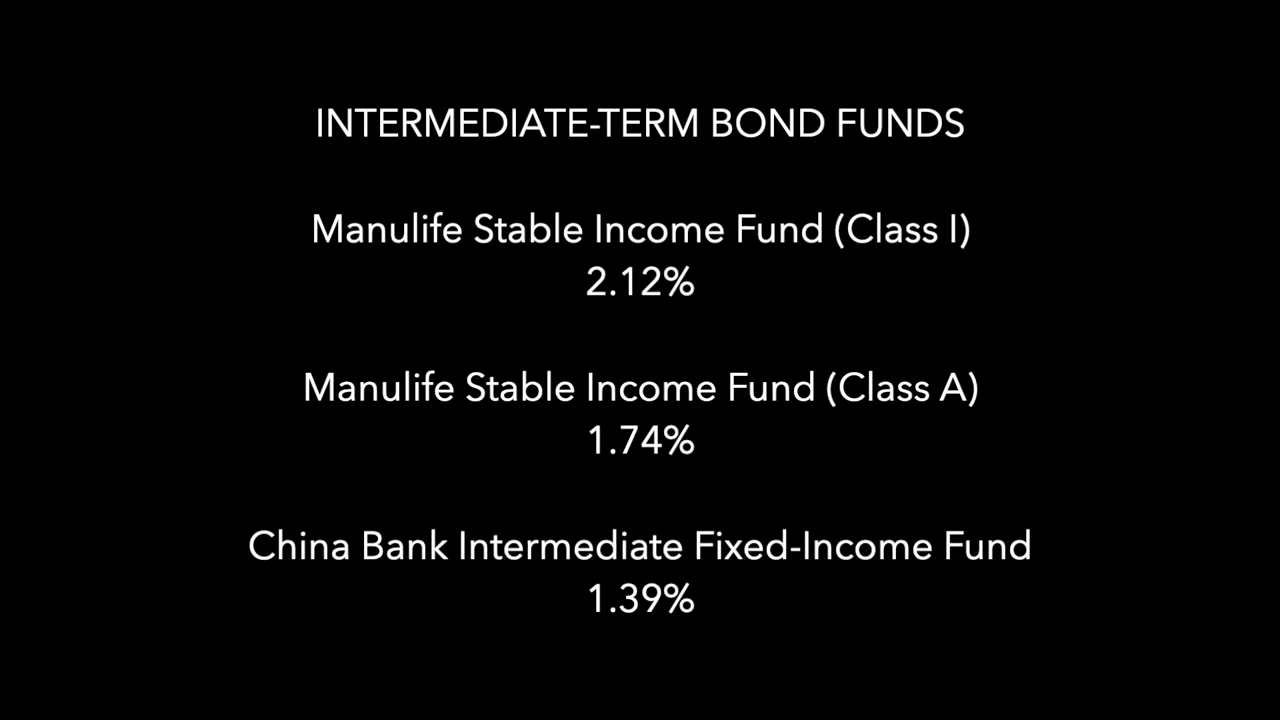 INTERMEDIATE-TERM BOND FUNDS
Manulife Stable Income Fund (Class I)
2.12%
Manulife Stable Income Fund (Class A)
1.74%
China Bank Intermediate Fixed-Income Fund
1.39%